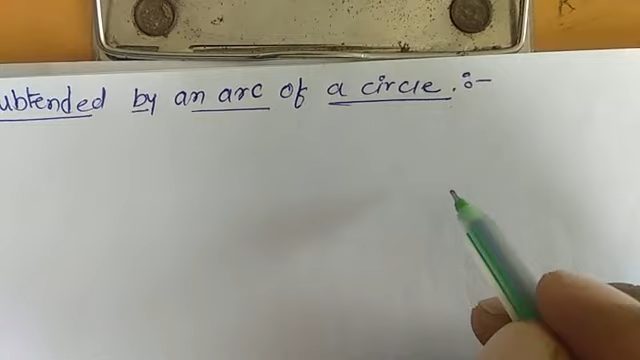 ubtended by an arc of a circle.:-